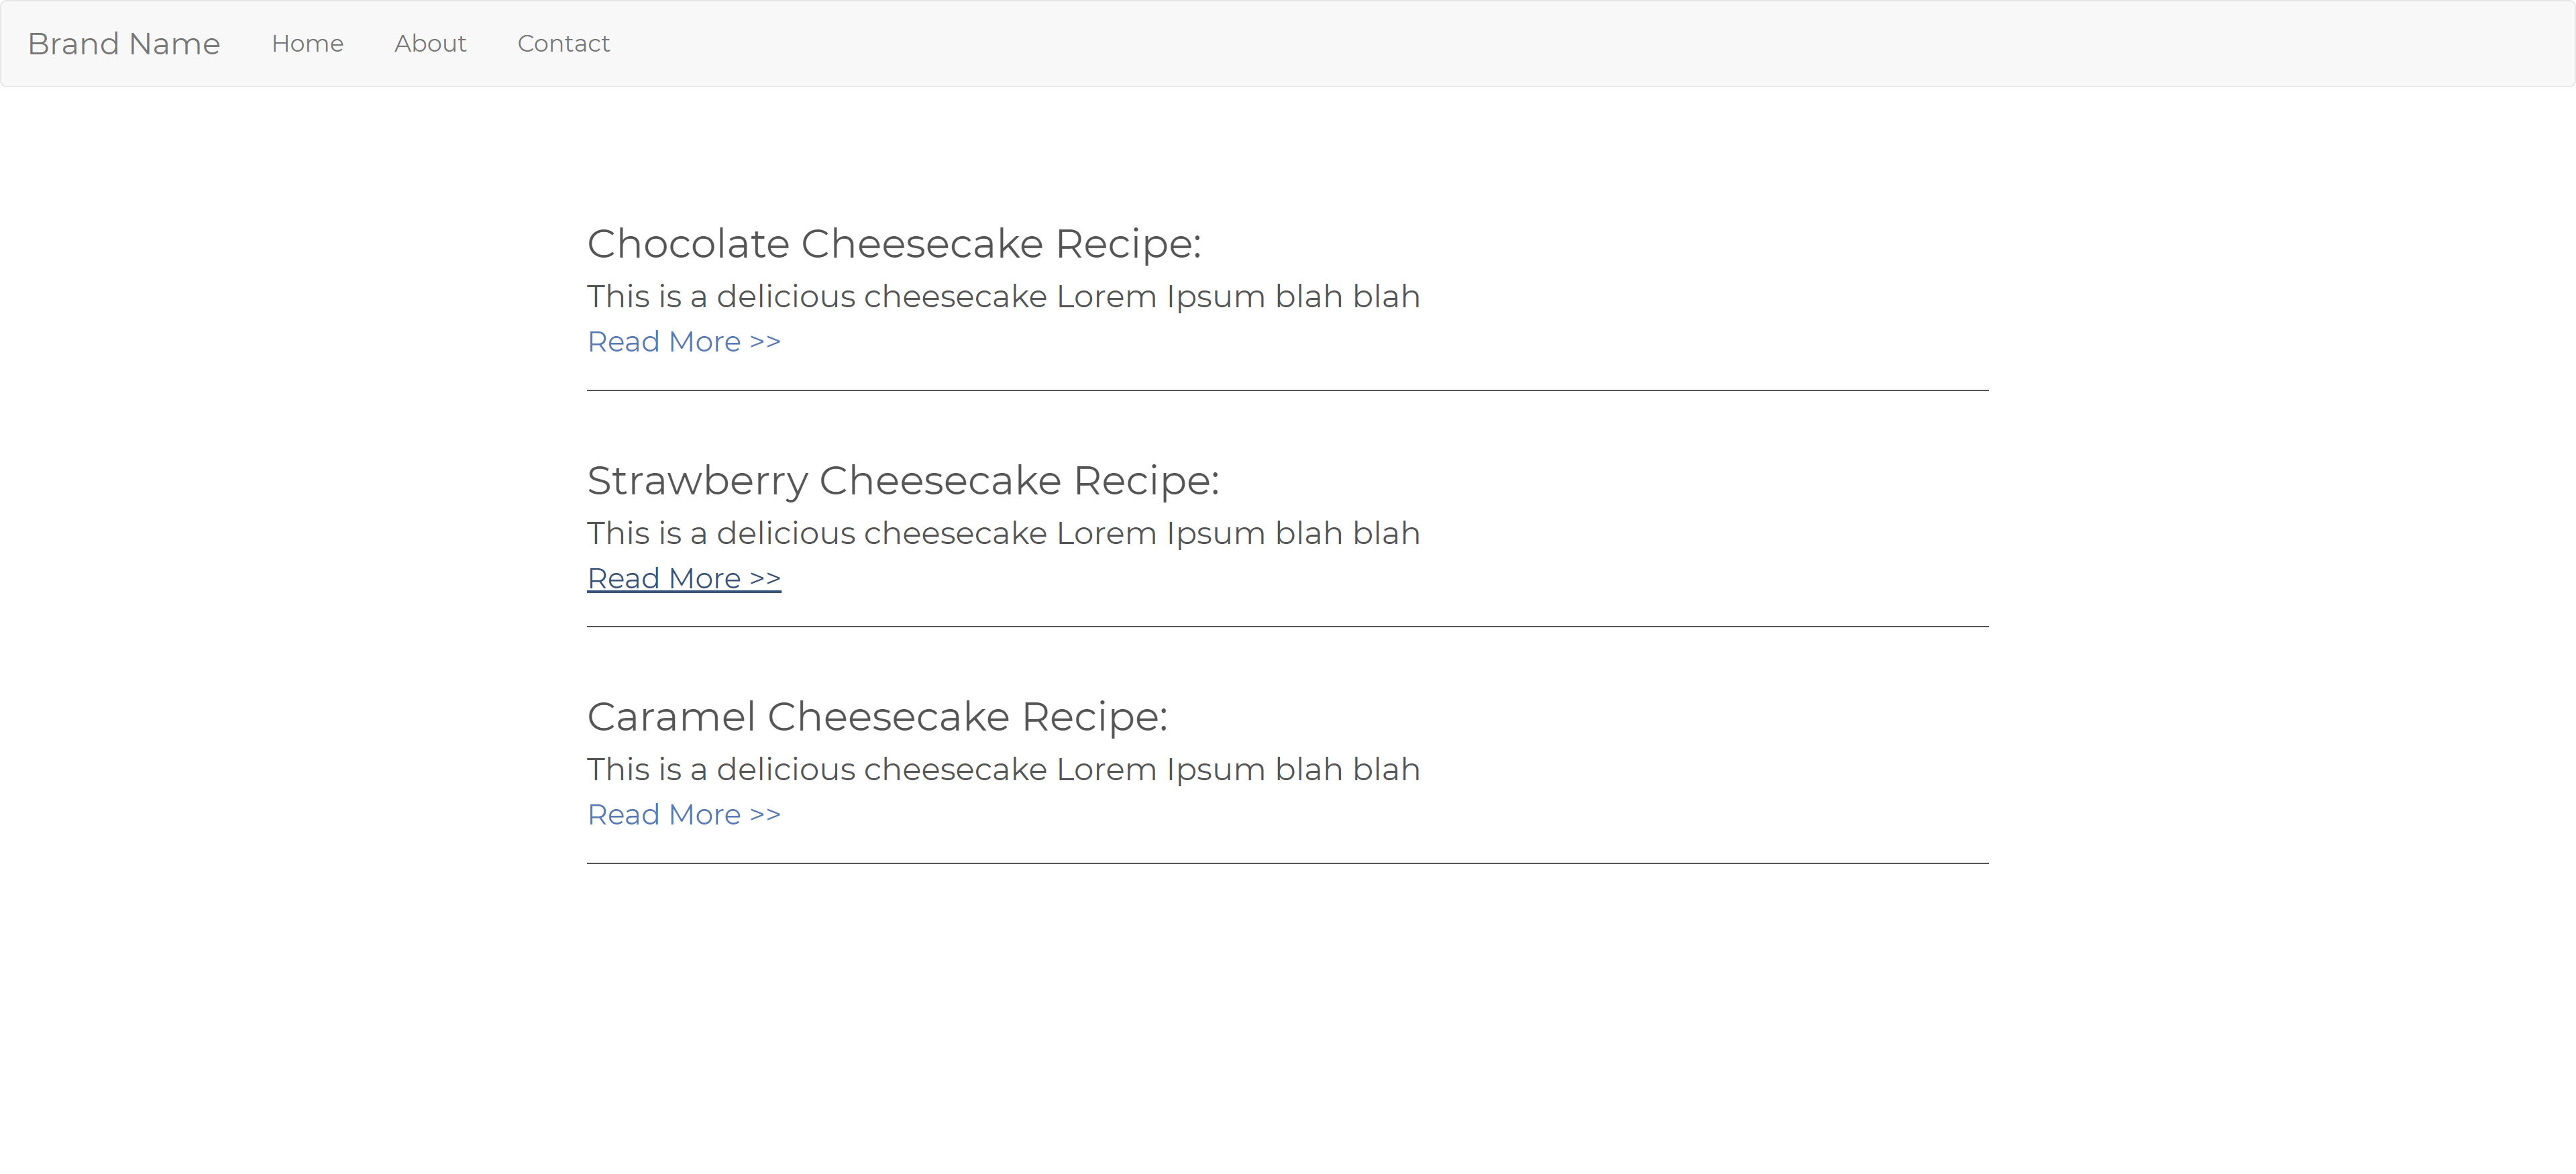 Brand Name Home About Contact
Chocolate Cheesecake Recipe:
This is a delicious cheesecake Lorem Ipsum blah blah
Read More >>
Strawberry Cheesecake Recipe:
This is a delicious cheesecake Lorem Ipsum blah blah
Read More >>
Caramel Cheesecake Recipe:
This is a delicious cheesecake Lorem Ipsum blah blah
Read More >>